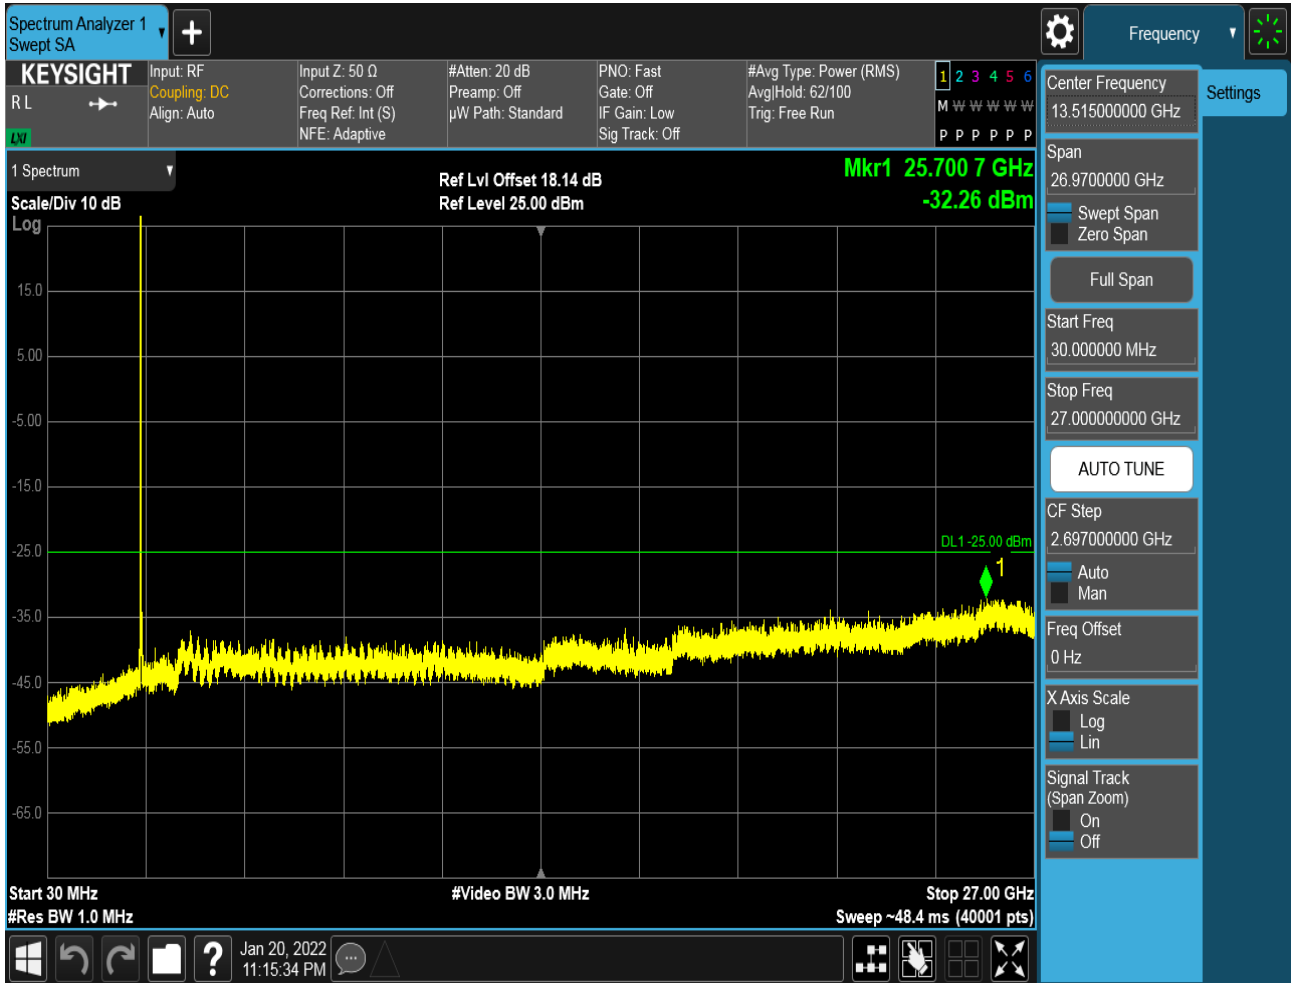 Spectrum Analyzer 1
Swept SA
Frequency
KEYSIGHT
R L
LXI
Input: RF
Coupling: DC
Align: Auto
Input Z: 50 Ω
Corrections: Off
Freq Ref: Int (S)
NFE: Adaptive
#Atten: 20 dB
Preamp: Off
µW Path: Standard
PNO: Fast
Gate: Off
IF Gain: Low
Sig Track: Off
#Avg Type: Power (RMS)
Avg|Hold: 62/100
Trig: Free Run
1 2 3 4 5 6
M W W W W W
P P P P P P
1 Spectrum
Scale/Div 10 dB
Log
Ref Lvl Offset 18.14 dB
Ref Level 25.00 dBm
Mkr1 25.700 7 GHz
-32.26 dBm
15.0
5.00
-5.00
-15.0
-25.0
-35.0
-45.0
-55.0
-65.0
DL1 -25.00 dBm
1
Start 30 MHz
#Res BW 1.0 MHz
#Video BW 3.0 MHz
Stop 27.00 GHz
Sweep ~48.4 ms (40001 pts)
Settings
Center Frequency
13.515000000 GHz
Span
26.9700000 GHz
Swept Span
Zero Span
Full Span
Start Freq
30.000000 MHz
Stop Freq
27.000000000 GHz
AUTO TUNE
CF Step
2.697000000 GHz
Auto
Man
Freq Offset
0 Hz
X Axis Scale
Log
Lin
Signal Track
(Span Zoom)
On
Off
?
Jan 20, 2022
11:15:34 PM